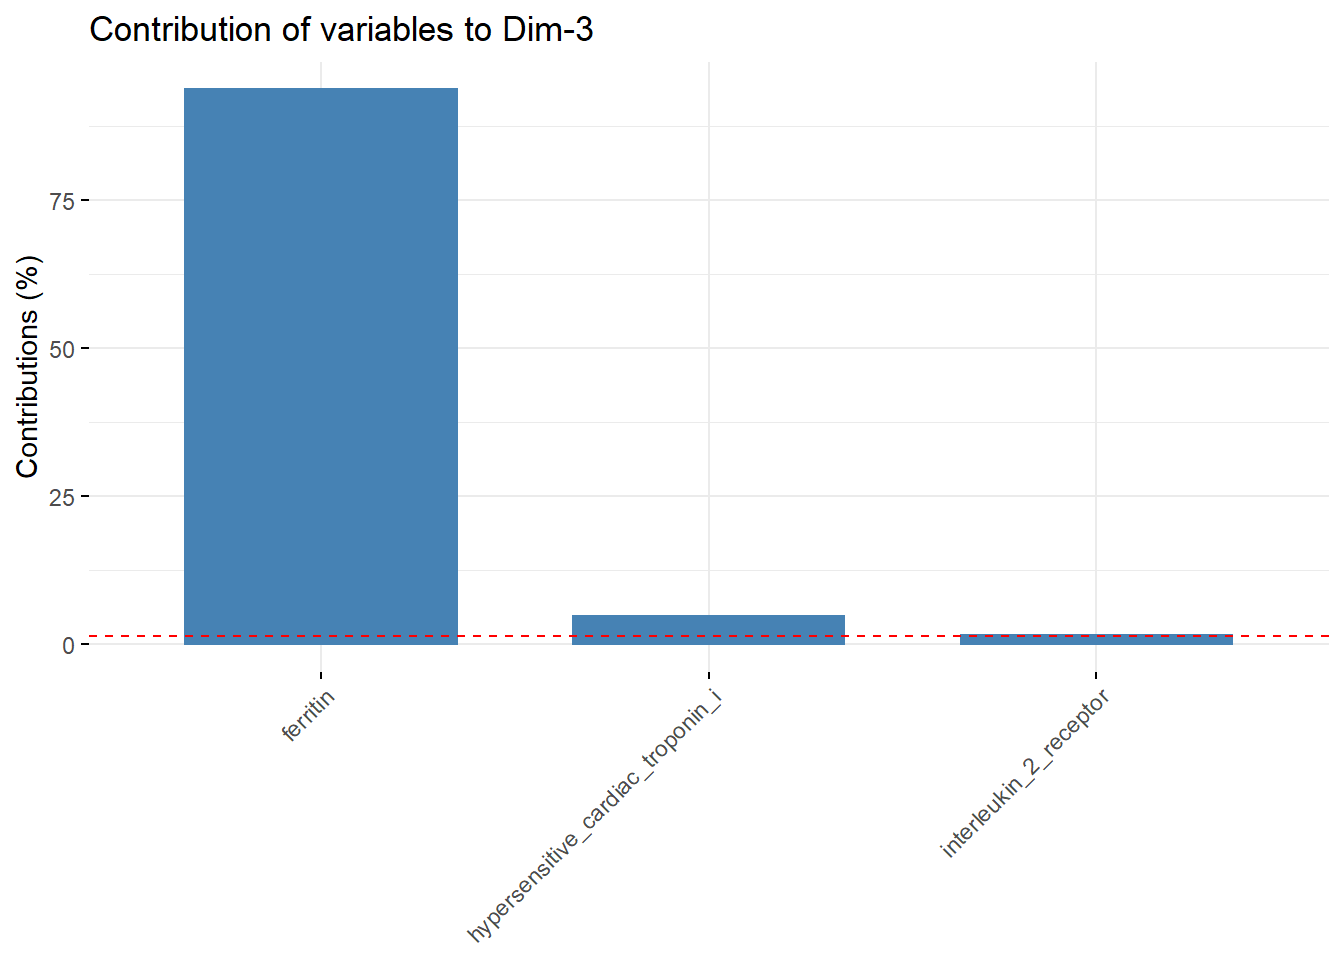 Contribution of variables to Dim-3
Contributions (%)
75
50
25
0
ferritin
hypersensitive_cardiac_troponin_i
interleukin_2_receptor